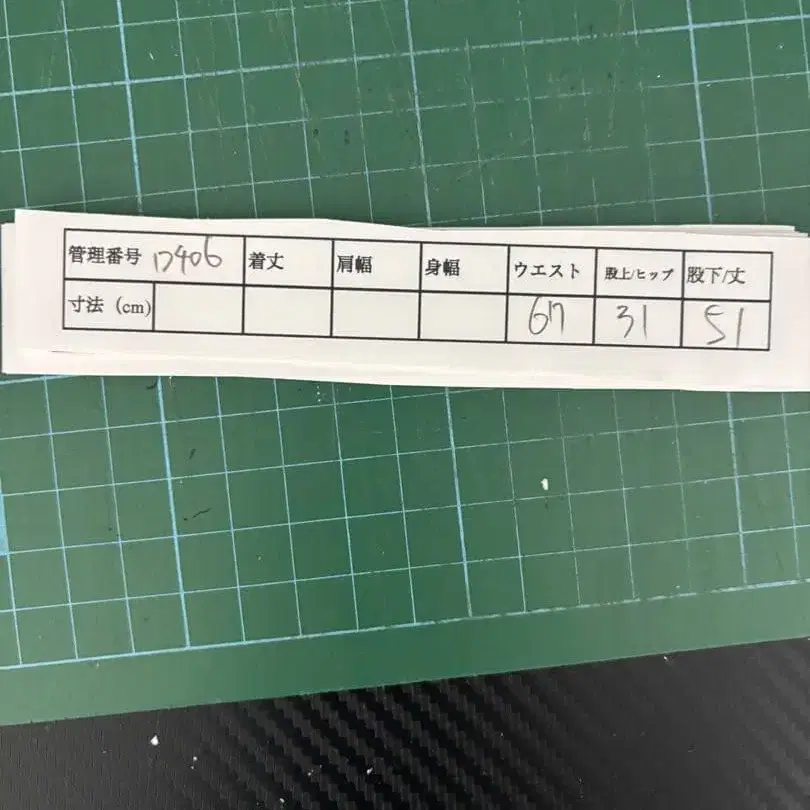 管理番号 17406 着丈 肩幅 身幅 ウエスト 股上/ヒップ 股下/丈
寸法 (cm) 67 31 51